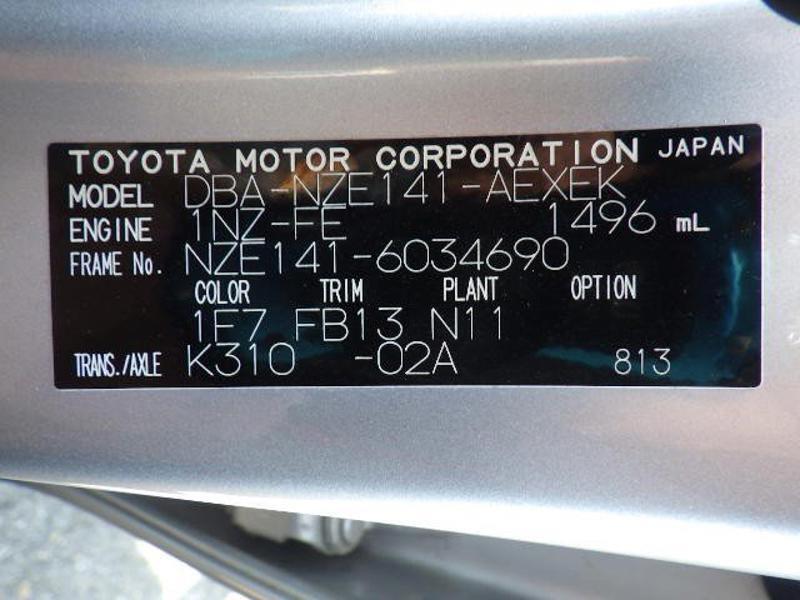 TOYOTA MOTOR CORPORATION JAPAN
MODEL DBA-NZE141-AEXEK
ENGINE 1NZ-FE 1496 mL
FRAME No. NZE141-6034690
COLOR TRIM PLANT OPTION
1E7 FB13 N11
TRANS./AXLE K310 -02A 813